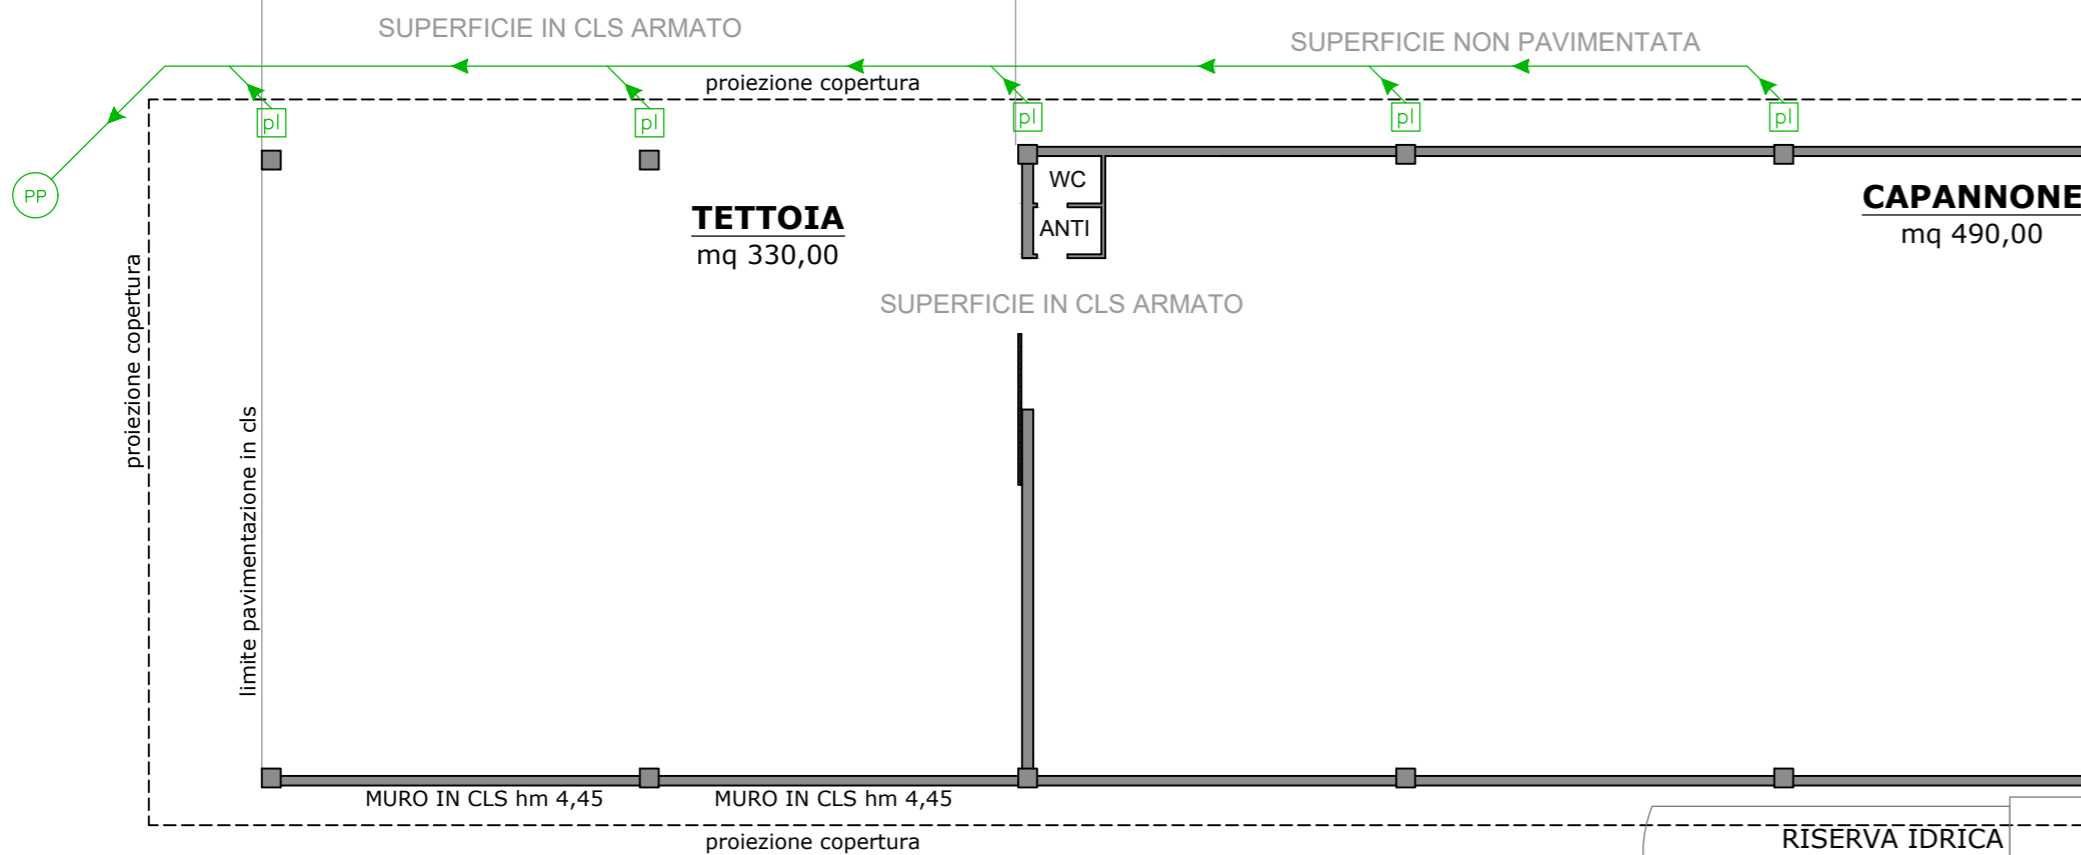 SUPERFICIE IN CLS ARMATO
SUPERFICIE NON PAVIMENTATA
proiezione copertura
pl
pl
pl
pl
pl
PP
WC
ANTI
TETTOIA
mq 330,00
CAPANNONE
mq 490,00
SUPERFICIE IN CLS ARMATO
proiezione copertura
limite pavimentazione in cls
MURO IN CLS hm 4,45
MURO IN CLS hm 4,45
proiezione copertura
RISERVA IDRICA